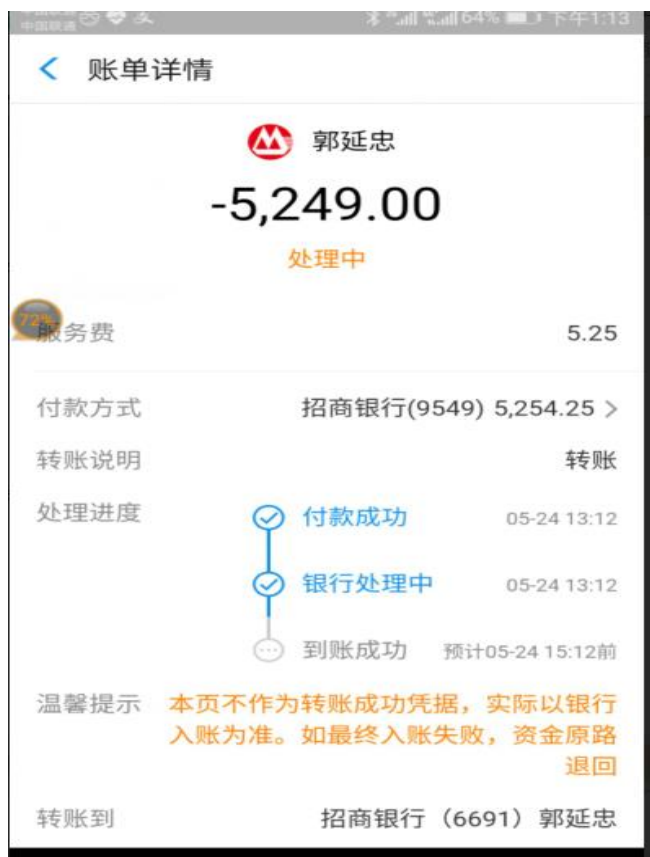 中国联通 64% 下午1:13
账单详情
郭延忠
-5,249.00
处理中
72%
服务费 5.25
付款方式 招商银行(9549) 5,254.25 >
转账说明 转账
处理进度 付款成功 05-24 13:12
银行处理中 05-24 13:12
到账成功 预计05-24 15:12前
温馨提示 本页不作为转账成功凭据，实际以银行
入账为准。如最终入账失败，资金原路
退回
转账到 招商银行（6691）郭延忠